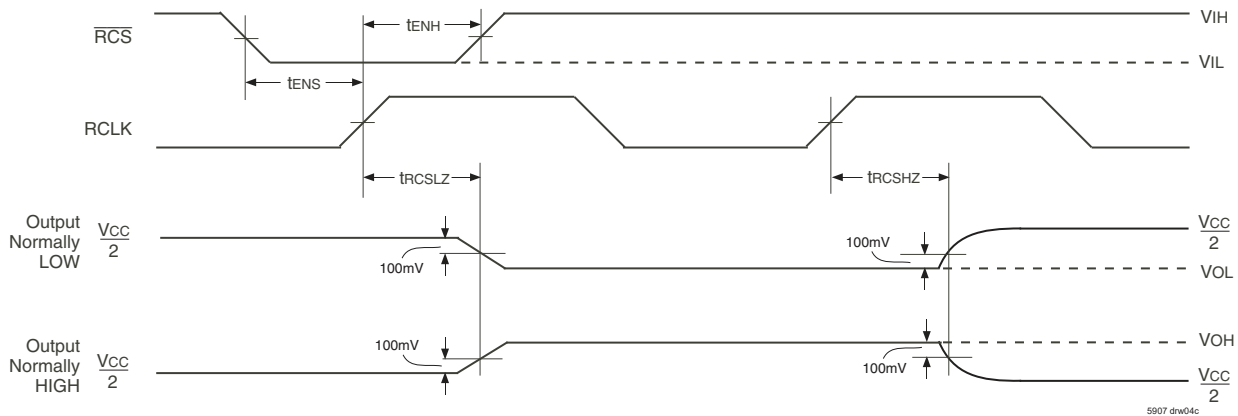 RCS
tENH
VIH
VIL
tENS
RCLK
tRCSLZ
tRCSHZ
Output
Normally
LOW
VCC
2
100mV
100mV
VCC
2
VOL
Output
Normally
HIGH
VCC
2
100mV
100mV
VOH
VCC
2
5907 drw04c